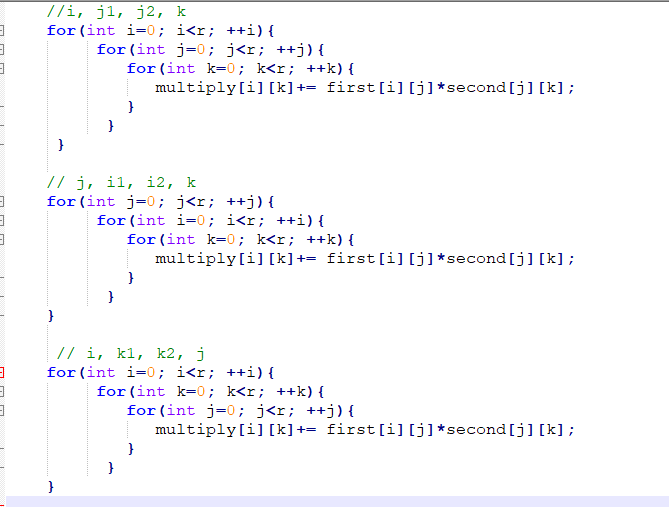 //i, j1, j2, k
for(int i=0; i<r; ++i){
for(int j=0; j<r; ++j){
for(int k=0; k<r; ++k){
multiply[i][k]+= first[i][j]*second[j][k];
}
}
}
// j, i1, i2, k
for(int j=0; j<r; ++j){
for(int i=0; i<r; ++i){
for(int k=0; k<r; ++k){
multiply[i][k]+= first[i][j]*second[j][k];
}
}
}
// i, k1, k2, j
for(int i=0; i<r; ++i){
for(int k=0; k<r; ++k){
for(int j=0; j<r; ++j){
multiply[i][k]+= first[i][j]*second[j][k];
}
}
}